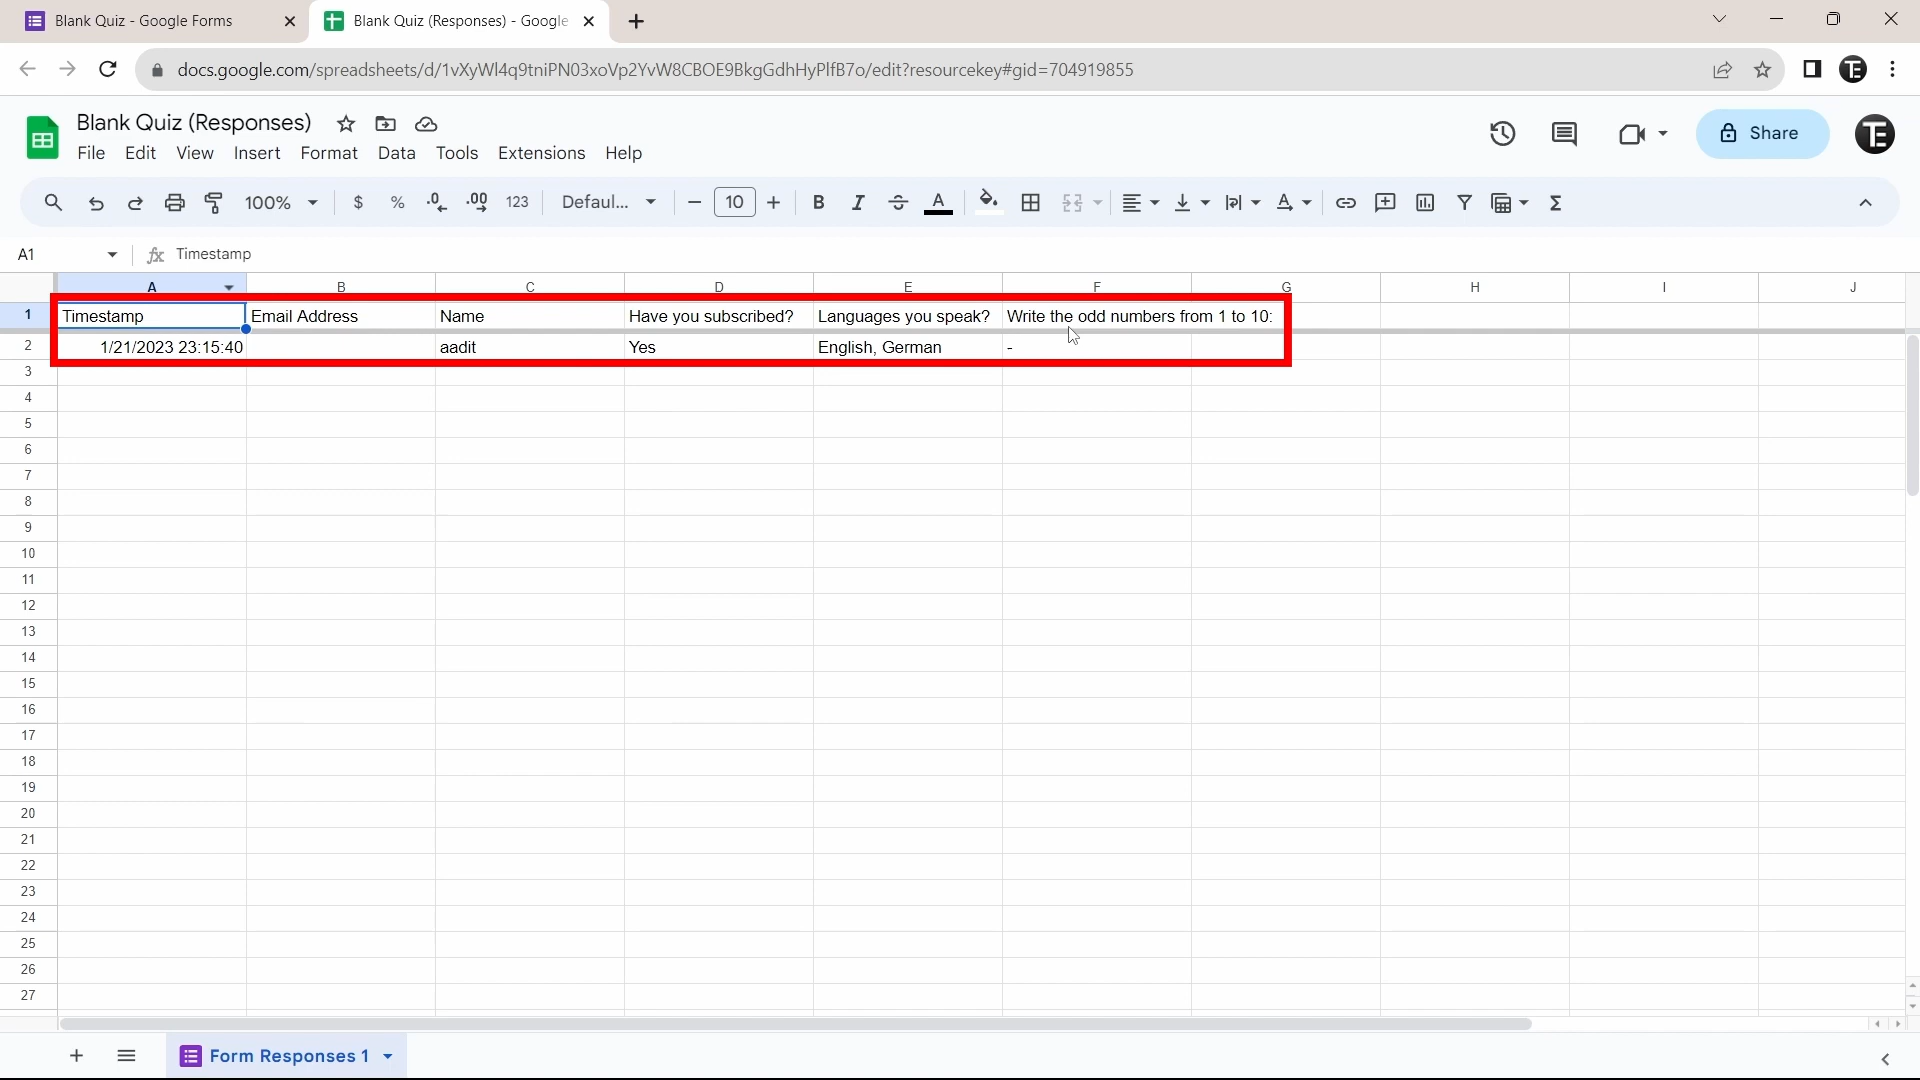 Blank Quiz - Google Forms
Blank Quiz (Responses) - Google
docs.google.com/spreadsheets/d/1vXyWl4q9tniPN03xoVp2YvW8CBOE9BkgGdhHyPlfB7o/edit?resourcekey#gid=704919855
Blank Quiz (Responses)
File Edit View Insert Format Data Tools Extensions Help
Share
100% $ % .0 .00 123 Defaul... 10 B I A
A1 fx Timestamp
A B C D E F G H I J
1 Timestamp Email Address Name Have you subscribed? Languages you speak? Write the odd numbers from 1 to 10:
2 1/21/2023 23:15:40 aadit Yes English, German -
3
4
5
6
7
8
9
10
11
12
13
14
15
16
17
18
19
20
21
22
23
24
25
26
27
Form Responses 1